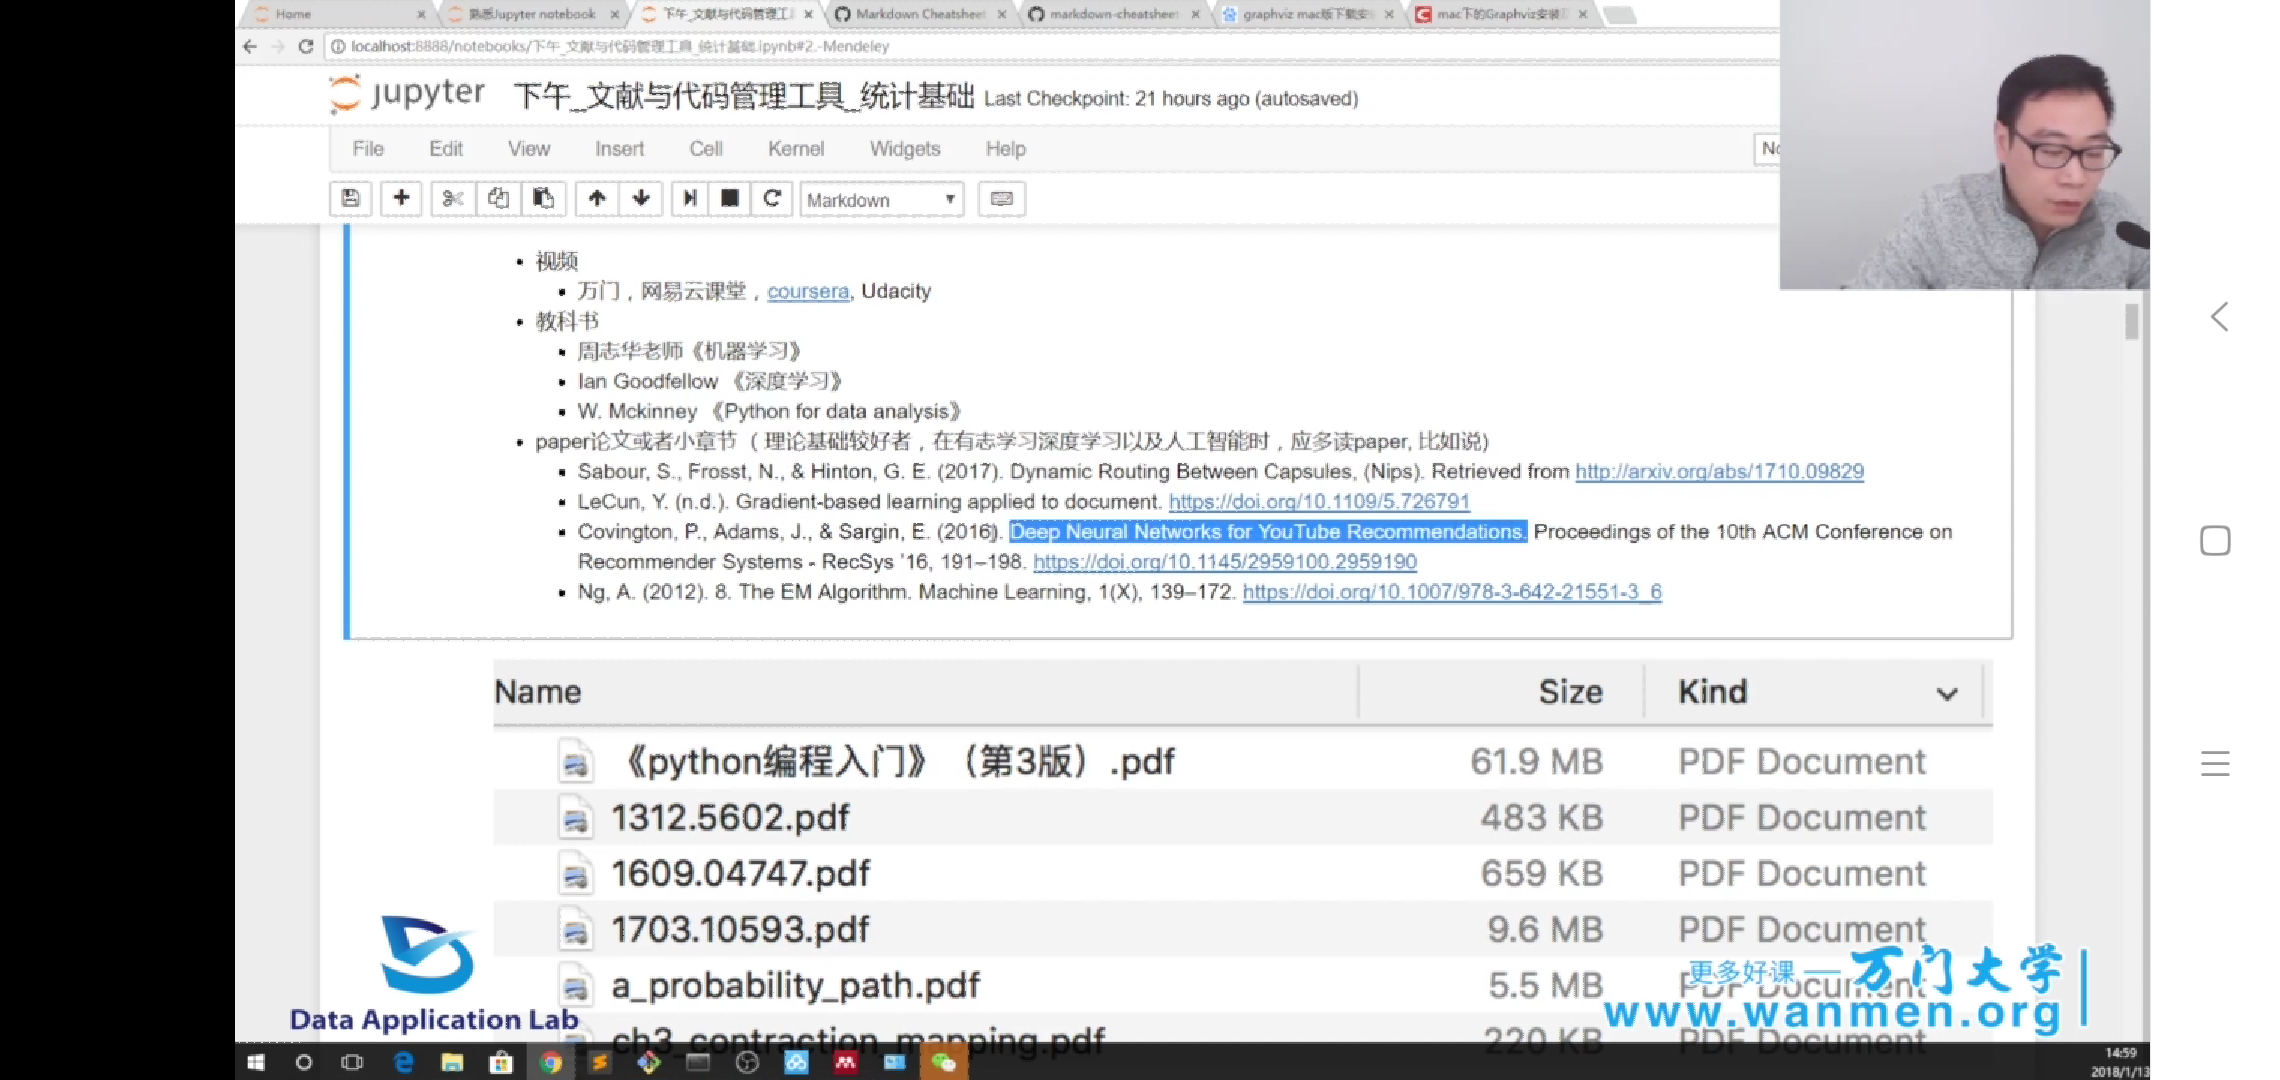 Home
熟悉Jupyter notebook
下午_文献与代码管理工
Markdown Cheatsheet
markdown-cheatsheet
graphviz mac版下载安
mac下的Graphviz安装
localhost:8888/notebooks/下午_文献与代码管理工具_统计基础.ipynb#2.-Mendeley
jupyter 下午_文献与代码管理工具_统计基础 Last Checkpoint: 21 hours ago (autosaved)
File Edit View Insert Cell Kernel Widgets Help
Markdown
视频
万门，网易云课堂，coursera, Udacity
教科书
周志华老师《机器学习》
Ian Goodfellow 《深度学习》
W. Mckinney 《Python for data analysis》
paper论文或者小章节（理论基础较好者，在有志学习深度学习以及人工智能时，应多读paper, 比如说)
Sabour, S., Frosst, N., & Hinton, G. E. (2017). Dynamic Routing Between Capsules, (Nips). Retrieved from http://arxiv.org/abs/1710.09829
LeCun, Y. (n.d.). Gradient-based learning applied to document. https://doi.org/10.1109/5.726791
Covington, P., Adams, J., & Sargin, E. (2016). Deep Neural Networks for YouTube Recommendations. Proceedings of the 10th ACM Conference on
Recommender Systems - RecSys '16, 191–198. https://doi.org/10.1145/2959100.2959190
Ng, A. (2012). 8. The EM Algorithm. Machine Learning, 1(X), 139–172. https://doi.org/10.1007/978-3-642-21551-3_6
Name Size Kind
《python编程入门》（第3版）.pdf 61.9 MB PDF Document
1312.5602.pdf 483 KB PDF Document
1609.04747.pdf 659 KB PDF Document
1703.10593.pdf 9.6 MB PDF Document
a_probability_path.pdf 5.5 MB PDF Document
ch3_contraction_mapping.pdf 220 KB PDF Document
Data Application Lab
更多好课 — 万门大学
www.wanmen.org
14:59
2018/1/13